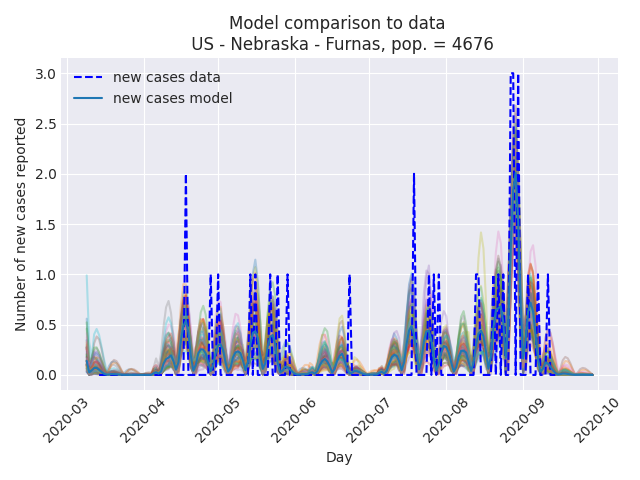 Model comparison to data
US - Nebraska - Furnas, pop. = 4676
new cases data
new cases model
Number of new cases reported
3.0
2.5
2.0
1.5
1.0
0.5
0.0
2020-03
2020-04
2020-05
2020-06
2020-07
2020-08
2020-09
2020-10
Day